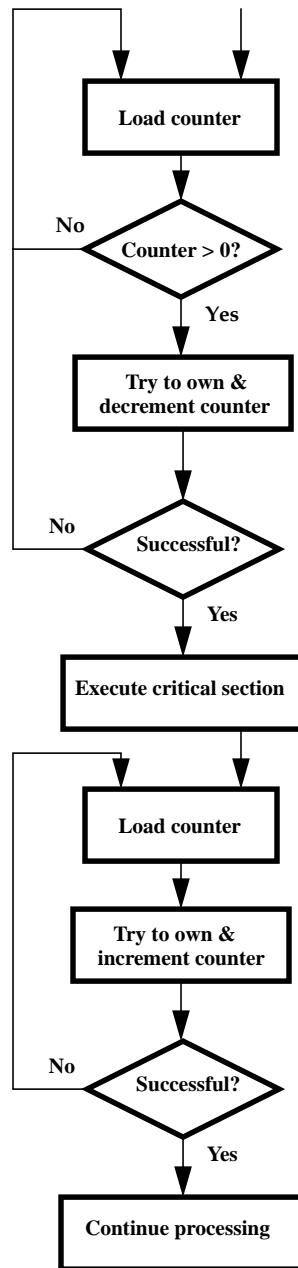 Load counter
No
Counter > 0?
Yes
Try to own &
decrement counter
No
Successful?
Yes
Execute critical section
Load counter
Try to own &
increment counter
No
Successful?
Yes
Continue processing